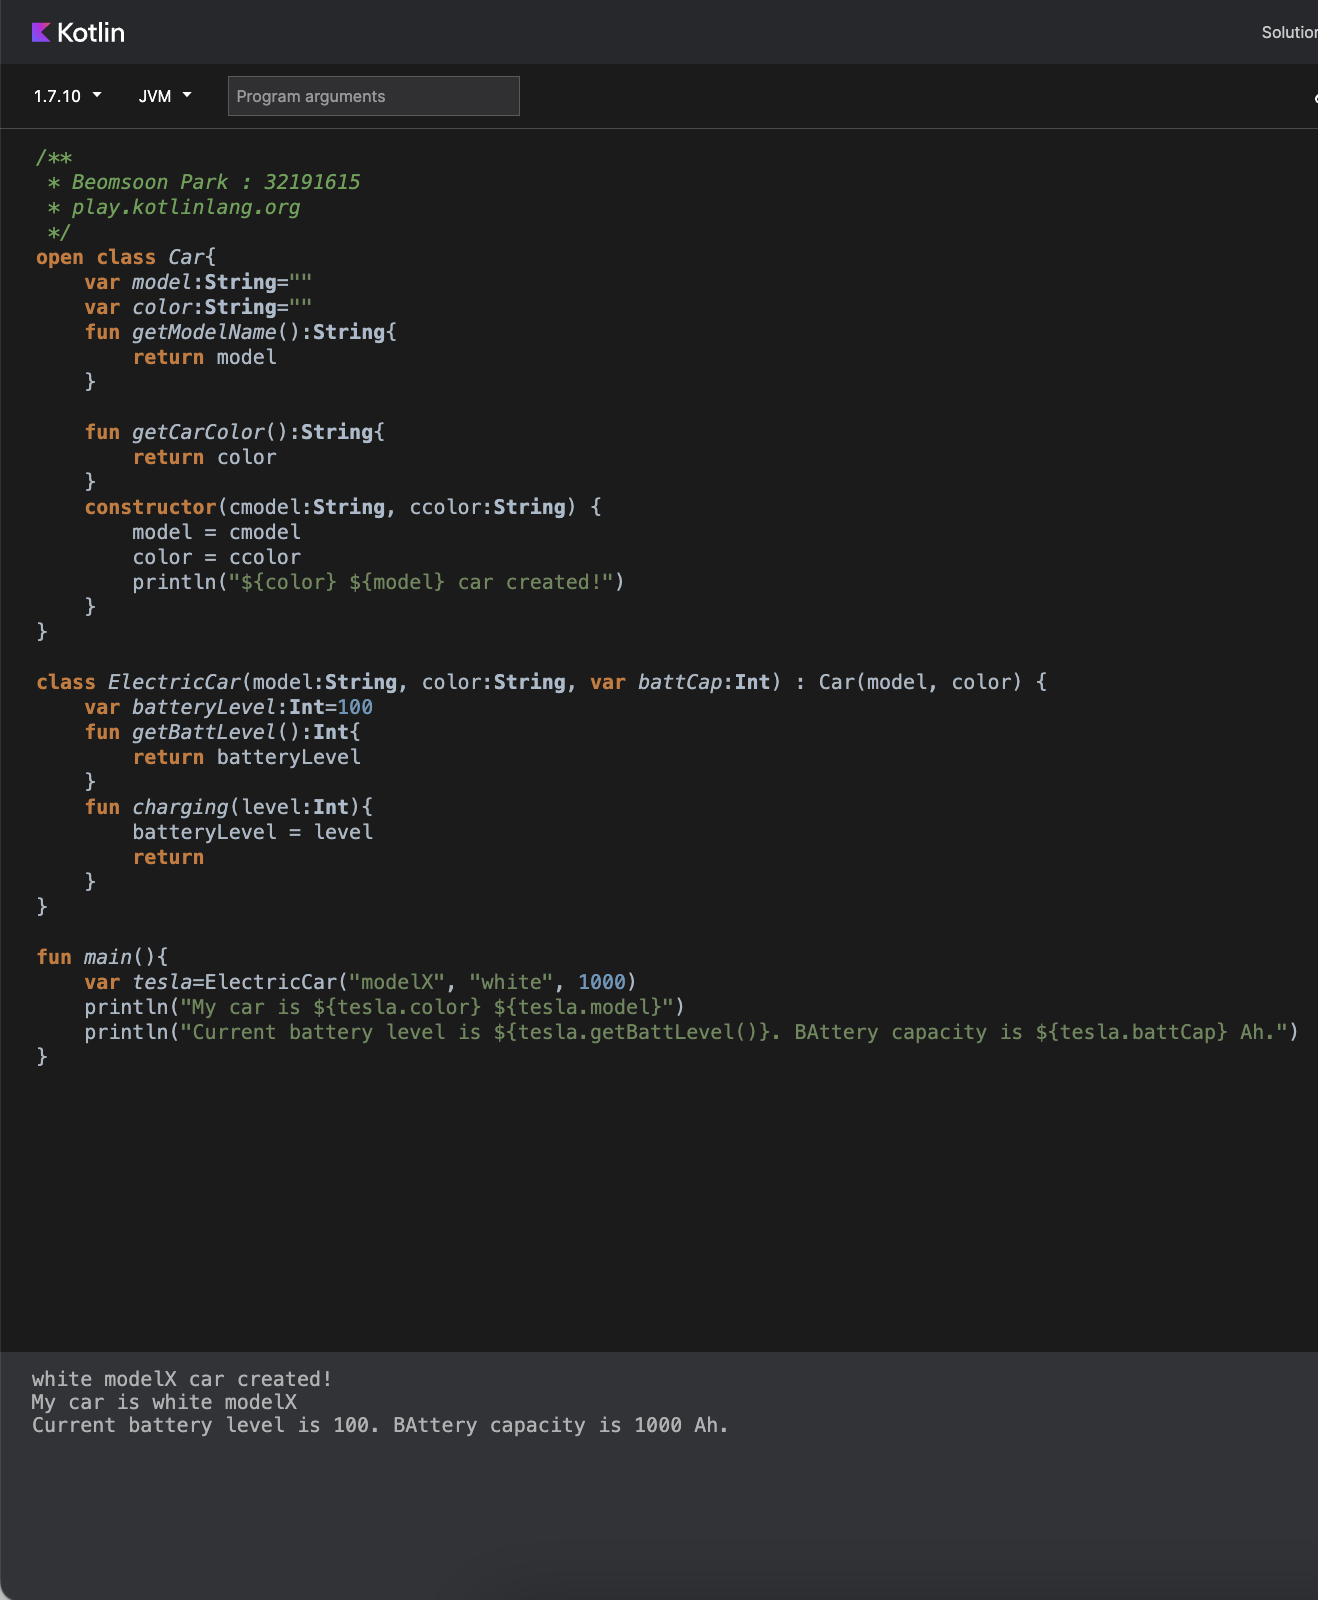 Kotlin
Solution
1.7.10 JVM Program arguments
/**
 * Beomsoon Park : 32191615
 * play.kotlinlang.org
 */
open class Car{
    var model:String=""
    var color:String=""
    fun getModelName():String{
        return model
    }

    fun getCarColor():String{
        return color
    }
    constructor(cmodel:String, ccolor:String) {
        model = cmodel
        color = ccolor
        println("${color} ${model} car created!")
    }
}

class ElectricCar(model:String, color:String, var battCap:Int) : Car(model, color) {
    var batteryLevel:Int=100
    fun getBattLevel():Int{
        return batteryLevel
    }
    fun charging(level:Int){
        batteryLevel = level
        return
    }
}

fun main(){
    var tesla=ElectricCar("modelX", "white", 1000)
    println("My car is ${tesla.color} ${tesla.model}")
    println("Current battery level is ${tesla.getBattLevel()}. BAttery capacity is ${tesla.battCap} Ah.")
}
white modelX car created!
My car is white modelX
Current battery level is 100. BAttery capacity is 1000 Ah.